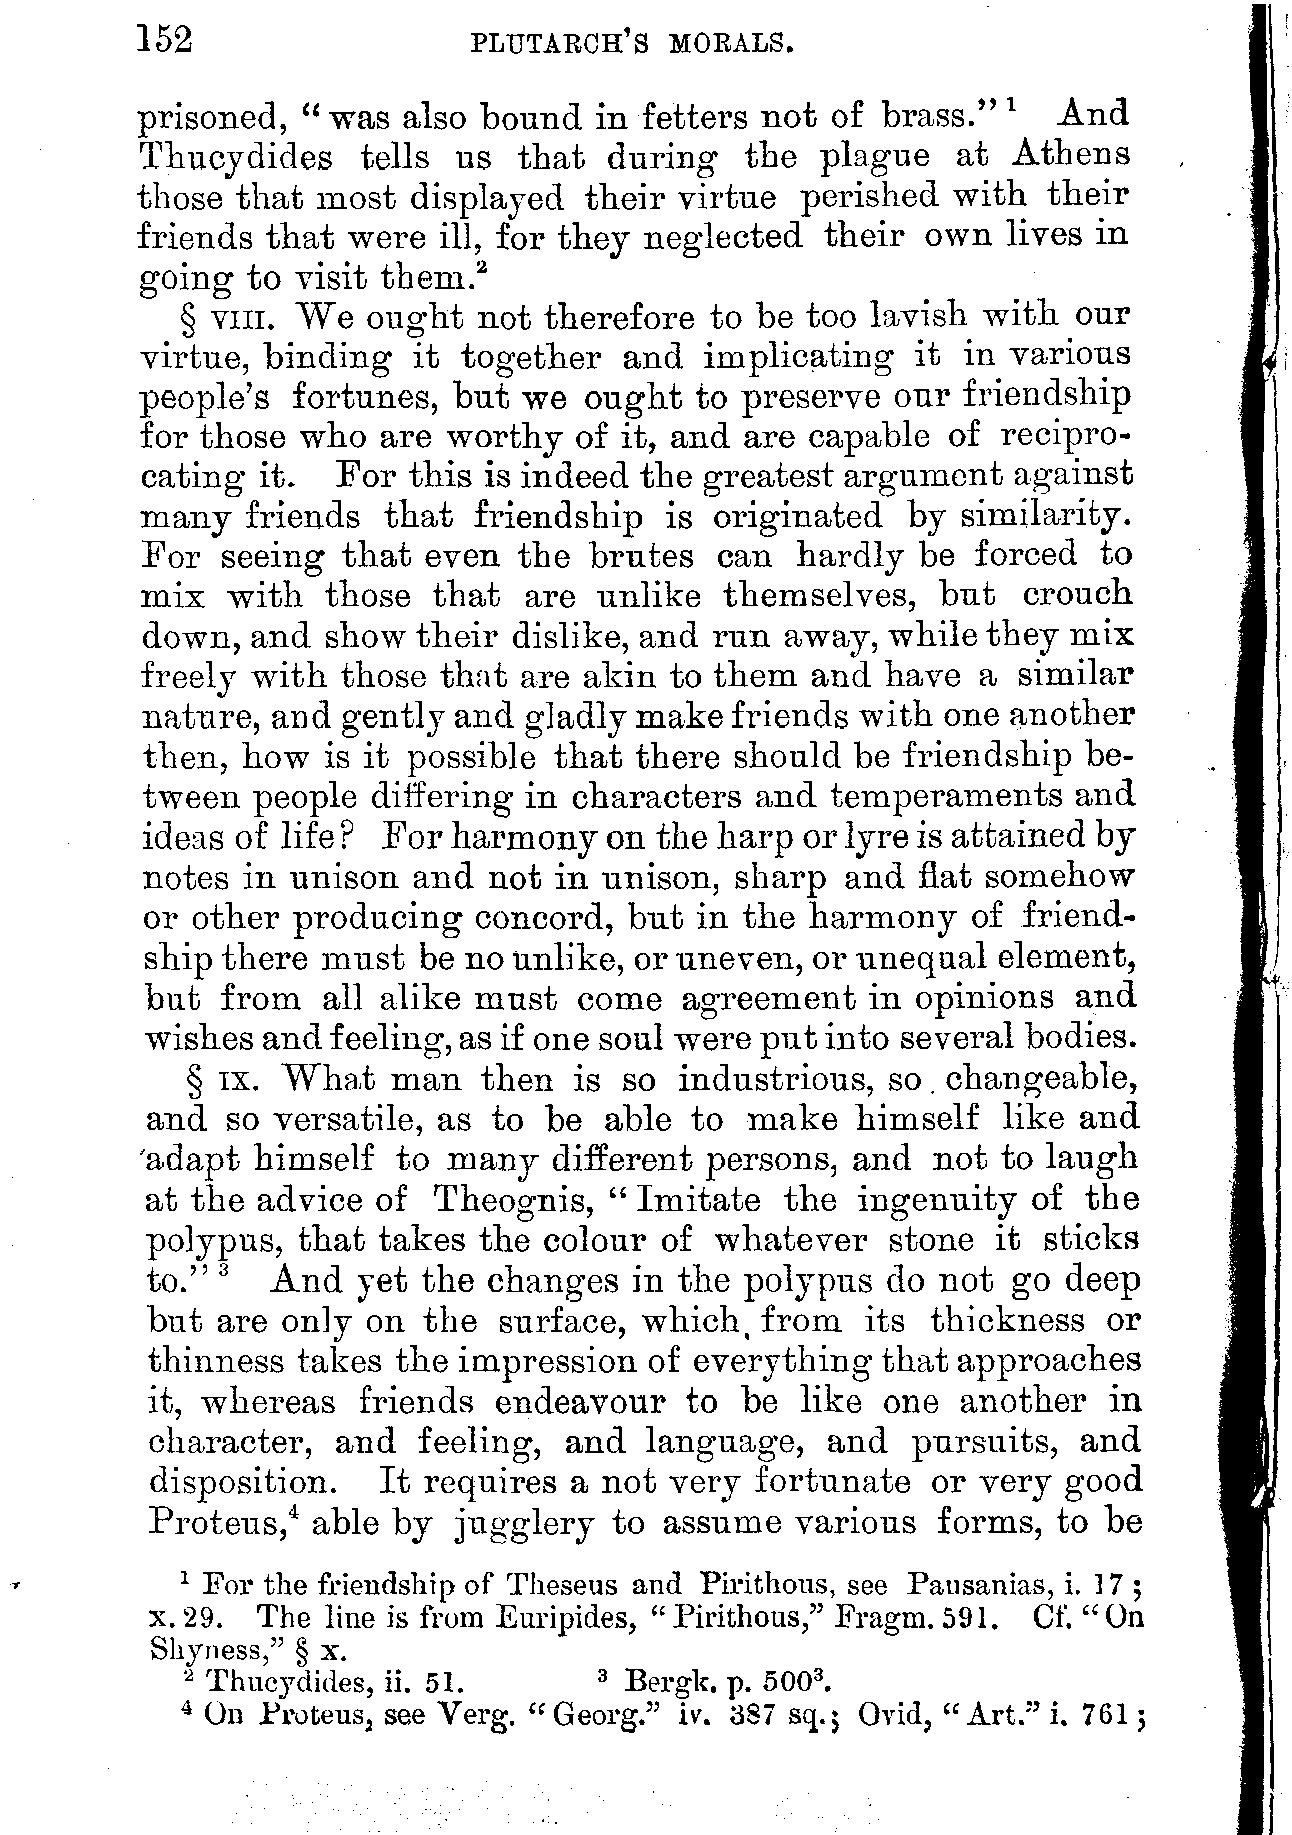 152 PLUTARCH'S MORALS.
prisoned, “was also bound in fetters not of brass.” ¹ And
Thucydides tells us that during the plague at Athens
those that most displayed their virtue perished with their
friends that were ill, for they neglected their own lives in
going to visit them.²
§ VIII. We ought not therefore to be too lavish with our
virtue, binding it together and implicating it in various
people's fortunes, but we ought to preserve our friendship
for those who are worthy of it, and are capable of recipro-
cating it. For this is indeed the greatest argument against
many friends that friendship is originated by similarity.
For seeing that even the brutes can hardly be forced to
mix with those that are unlike themselves, but crouch
down, and show their dislike, and run away, while they mix
freely with those that are akin to them and have a similar
nature, and gently and gladly make friends with one another
then, how is it possible that there should be friendship be-
tween people differing in characters and temperaments and
ideas of life? For harmony on the harp or lyre is attained by
notes in unison and not in unison, sharp and flat somehow
or other producing concord, but in the harmony of friend-
ship there must be no unlike, or uneven, or unequal element,
but from all alike must come agreement in opinions and
wishes and feeling, as if one soul were put into several bodies.
§ IX. What man then is so industrious, so changeable,
and so versatile, as to be able to make himself like and
adapt himself to many different persons, and not to laugh
at the advice of Theognis, “Imitate the ingenuity of the
polypus, that takes the colour of whatever stone it sticks
to.” ³ And yet the changes in the polypus do not go deep
but are only on the surface, which, from its thickness or
thinness takes the impression of everything that approaches
it, whereas friends endeavour to be like one another in
character, and feeling, and language, and pursuits, and
disposition. It requires a not very fortunate or very good
Proteus,⁴ able by jugglery to assume various forms, to be
¹ For the friendship of Theseus and Pirithous, see Pausanias, i. 17;
x. 29. The line is from Euripides, “Pirithous,” Fragm. 591. Cf. “On
Shyness,” § x.
² Thucydides, ii. 51. ³ Bergk. p. 500³.
⁴ On Proteus, see Verg. “Georg.” iv. 387 sq.; Ovid, “Art.” i. 761;